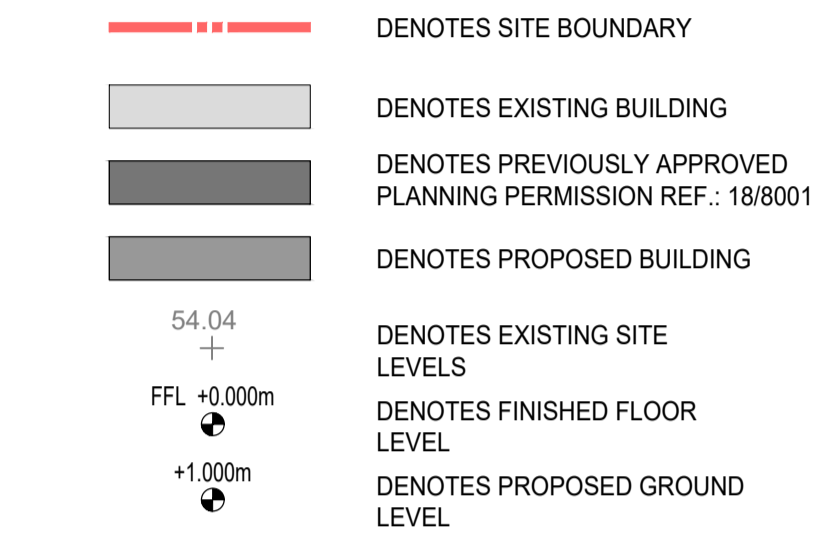 DENOTES SITE BOUNDARY
DENOTES EXISTING BUILDING
DENOTES PREVIOUSLY APPROVED
PLANNING PERMISSION REF.: 18/8001
DENOTES PROPOSED BUILDING
54.04
DENOTES EXISTING SITE
LEVELS
FFL +0.000m
DENOTES FINISHED FLOOR
LEVEL
+1.000m
DENOTES PROPOSED GROUND
LEVEL